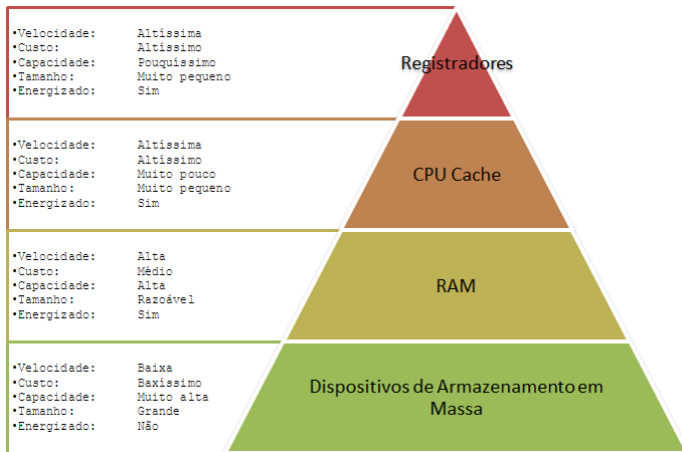 •Velocidade: Altíssima
•Custo: Altíssimo
•Capacidade: Pouquíssimo
•Tamanho: Muito pequeno
•Energizado: Sim
Registradores
•Velocidade: Altíssima
•Custo: Altíssimo
•Capacidade: Muito pouco
•Tamanho: Muito pequeno
•Energizado: Sim
CPU Cache
•Velocidade: Alta
•Custo: Médio
•Capacidade: Alta
•Tamanho: Razoável
•Energizado: Sim
RAM
•Velocidade: Baixa
•Custo: Baxíssimo
•Capacidade: Muito alta
•Tamanho: Grande
•Energizado: Não
Dispositivos de Armazenamento em
Massa